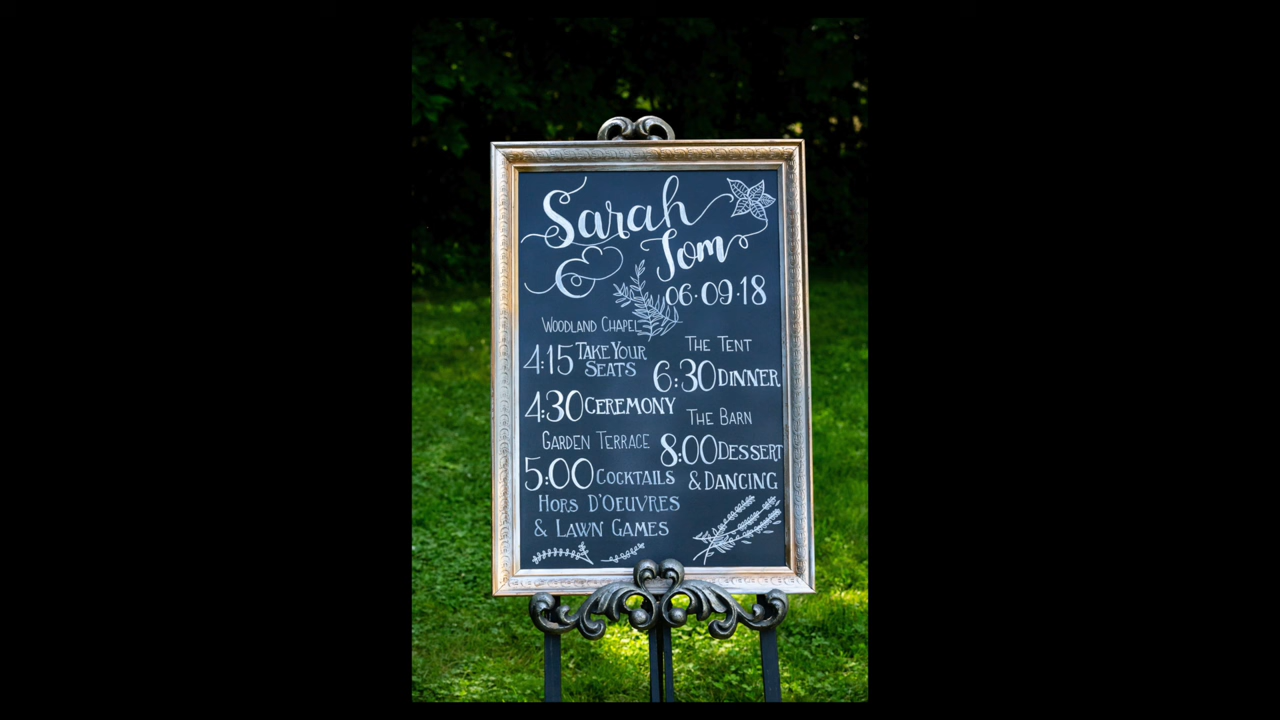 Sarah
& Tom
06·09·18
WOODLAND CHAPEL
4:15 TAKE YOUR
SEATS
4:30 CEREMONY
GARDEN TERRACE
5:00 COCKTAILS
HORS D'OEUVRES
& LAWN GAMES
THE TENT
6:30 DINNER
THE BARN
8:00 DESSERT
& DANCING